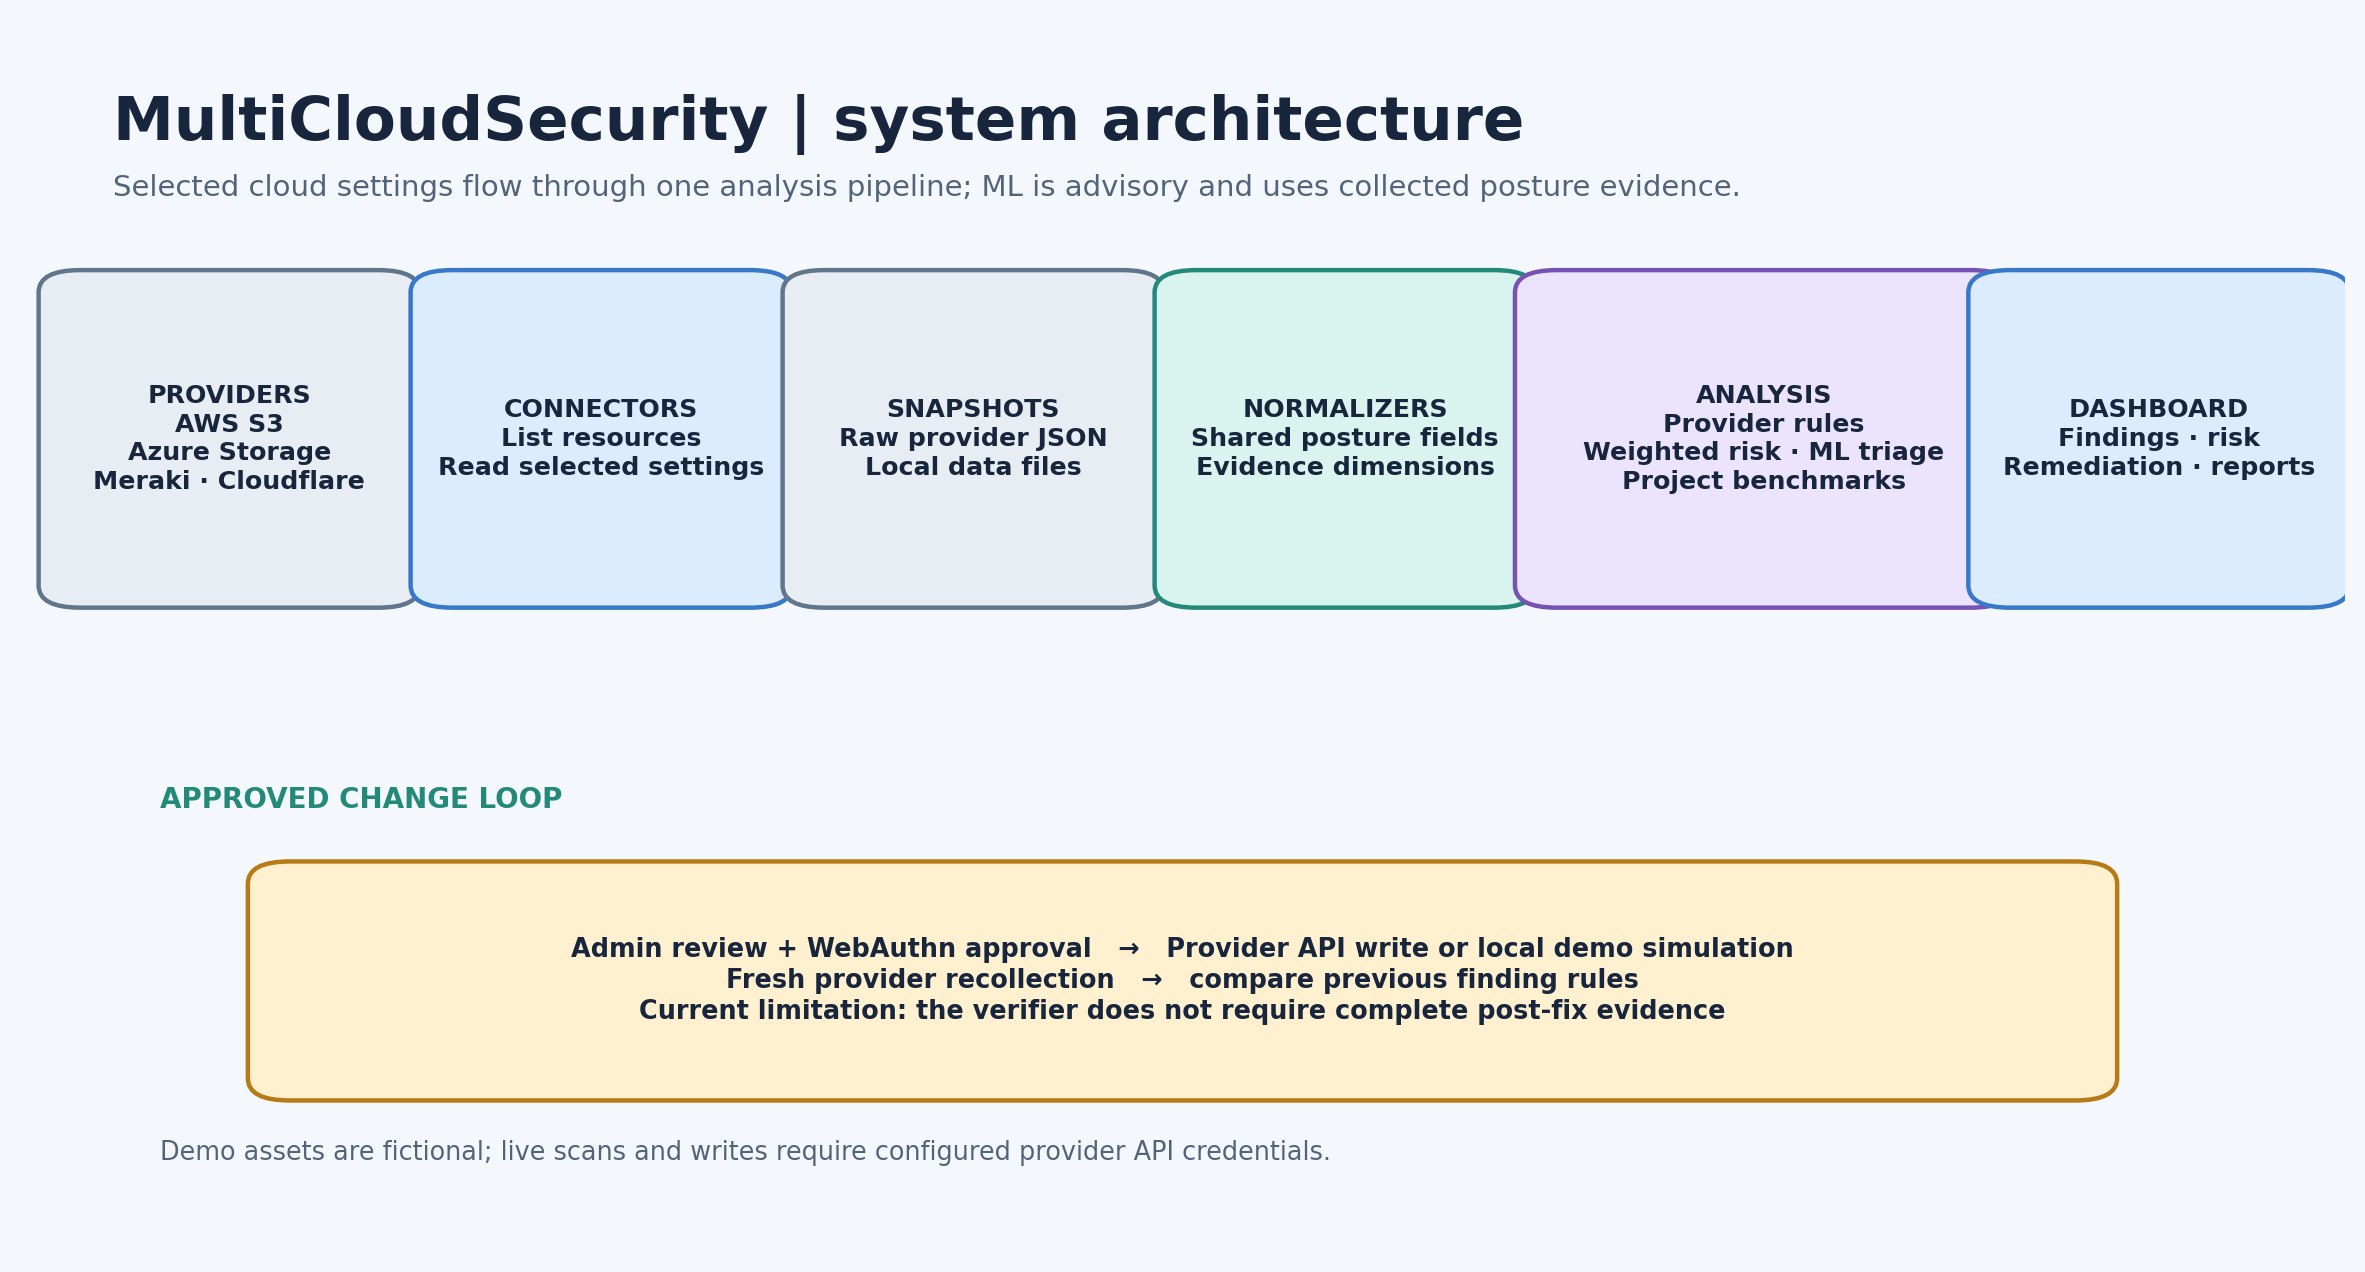 MultiCloudSecurity | system architecture
Selected cloud settings flow through one analysis pipeline; ML is advisory and uses collected posture evidence.
PROVIDERS
AWS S3
Azure Storage
Meraki · Cloudflare
CONNECTORS
List resources
Read selected settings
SNAPSHOTS
Raw provider JSON
Local data files
NORMALIZERS
Shared posture fields
Evidence dimensions
ANALYSIS
Provider rules
Weighted risk · ML triage
Project benchmarks
DASHBOARD
Findings · risk
Remediation · reports
APPROVED CHANGE LOOP
Admin review + WebAuthn approval → Provider API write or local demo simulation
Fresh provider recollection → compare previous finding rules
Current limitation: the verifier does not require complete post-fix evidence
Demo assets are fictional; live scans and writes require configured provider API credentials.